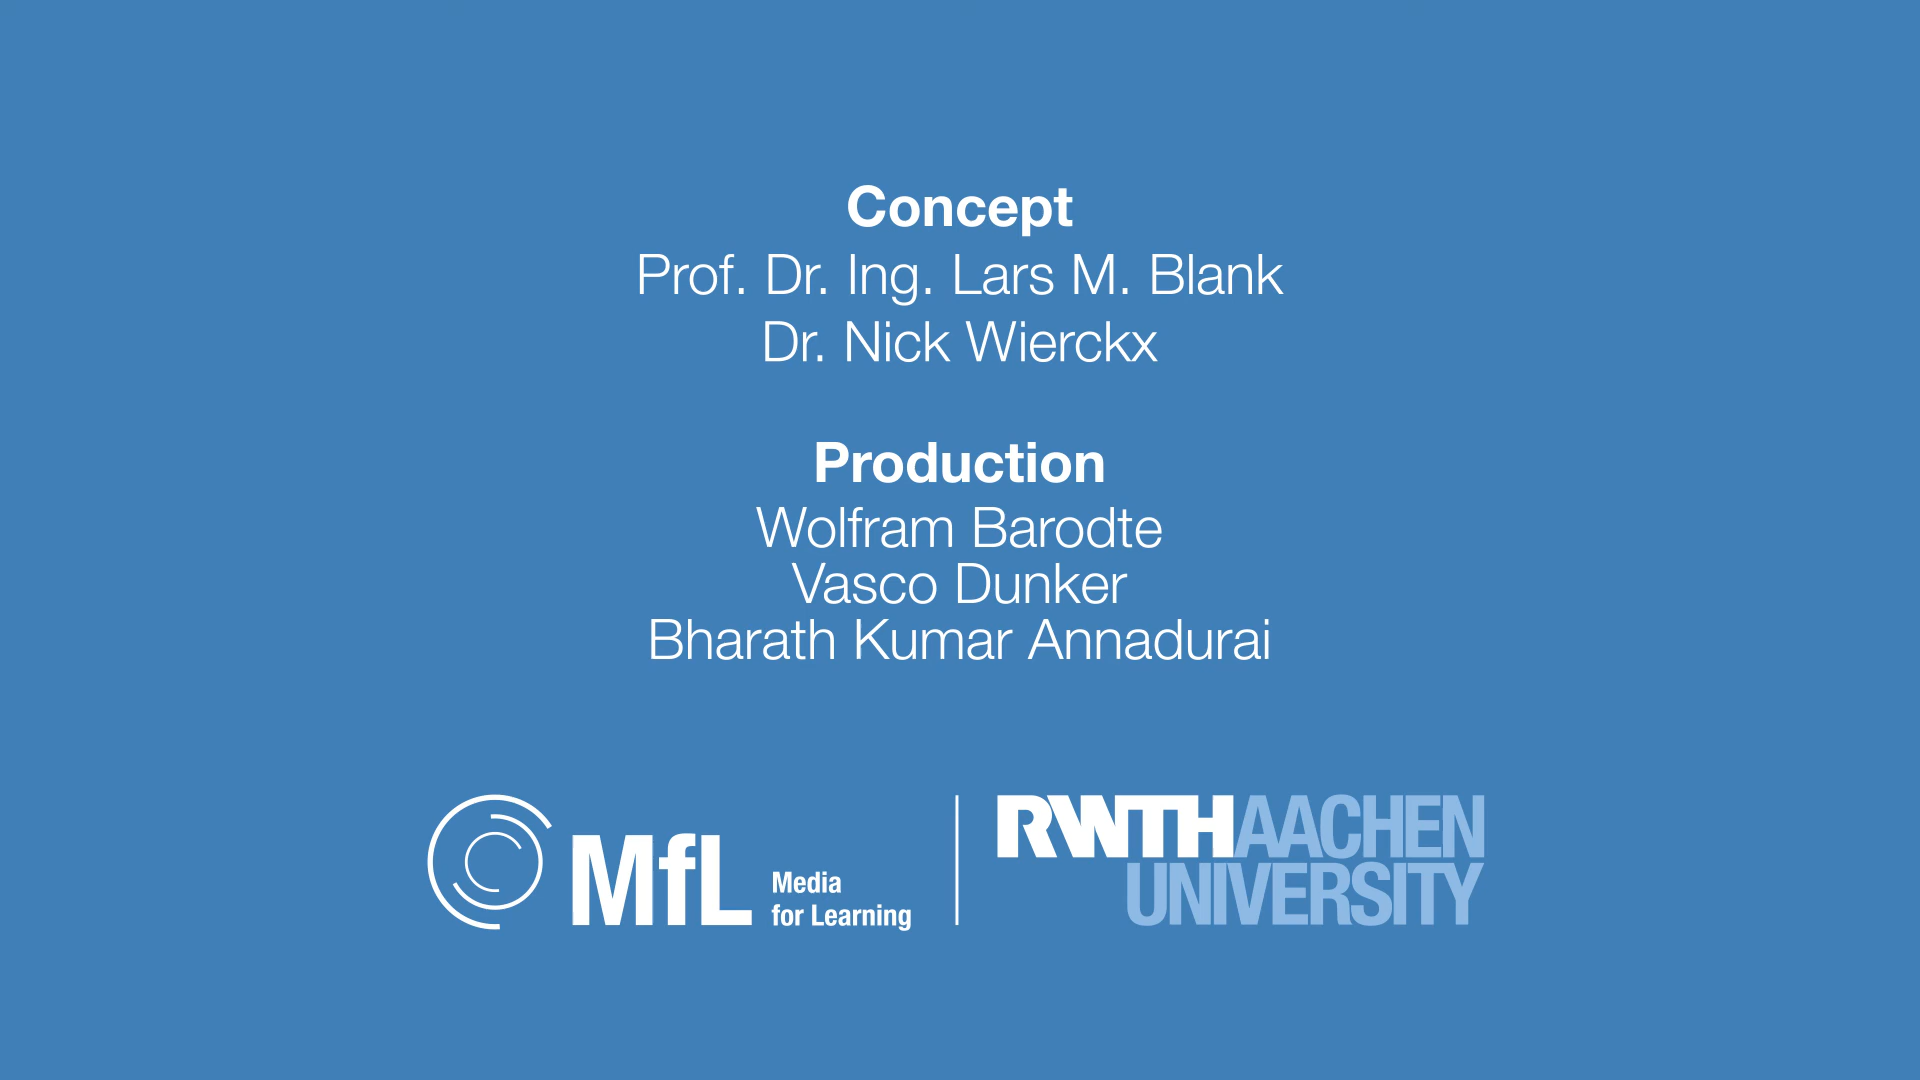 Concept
Prof. Dr. Ing. Lars M. Blank
Dr. Nick Wierckx
Production
Wolfram Barodte
Vasco Dunker
Bharath Kumar Annadurai
MfL
Media
for Learning
RWTHAACHEN
UNIVERSITY